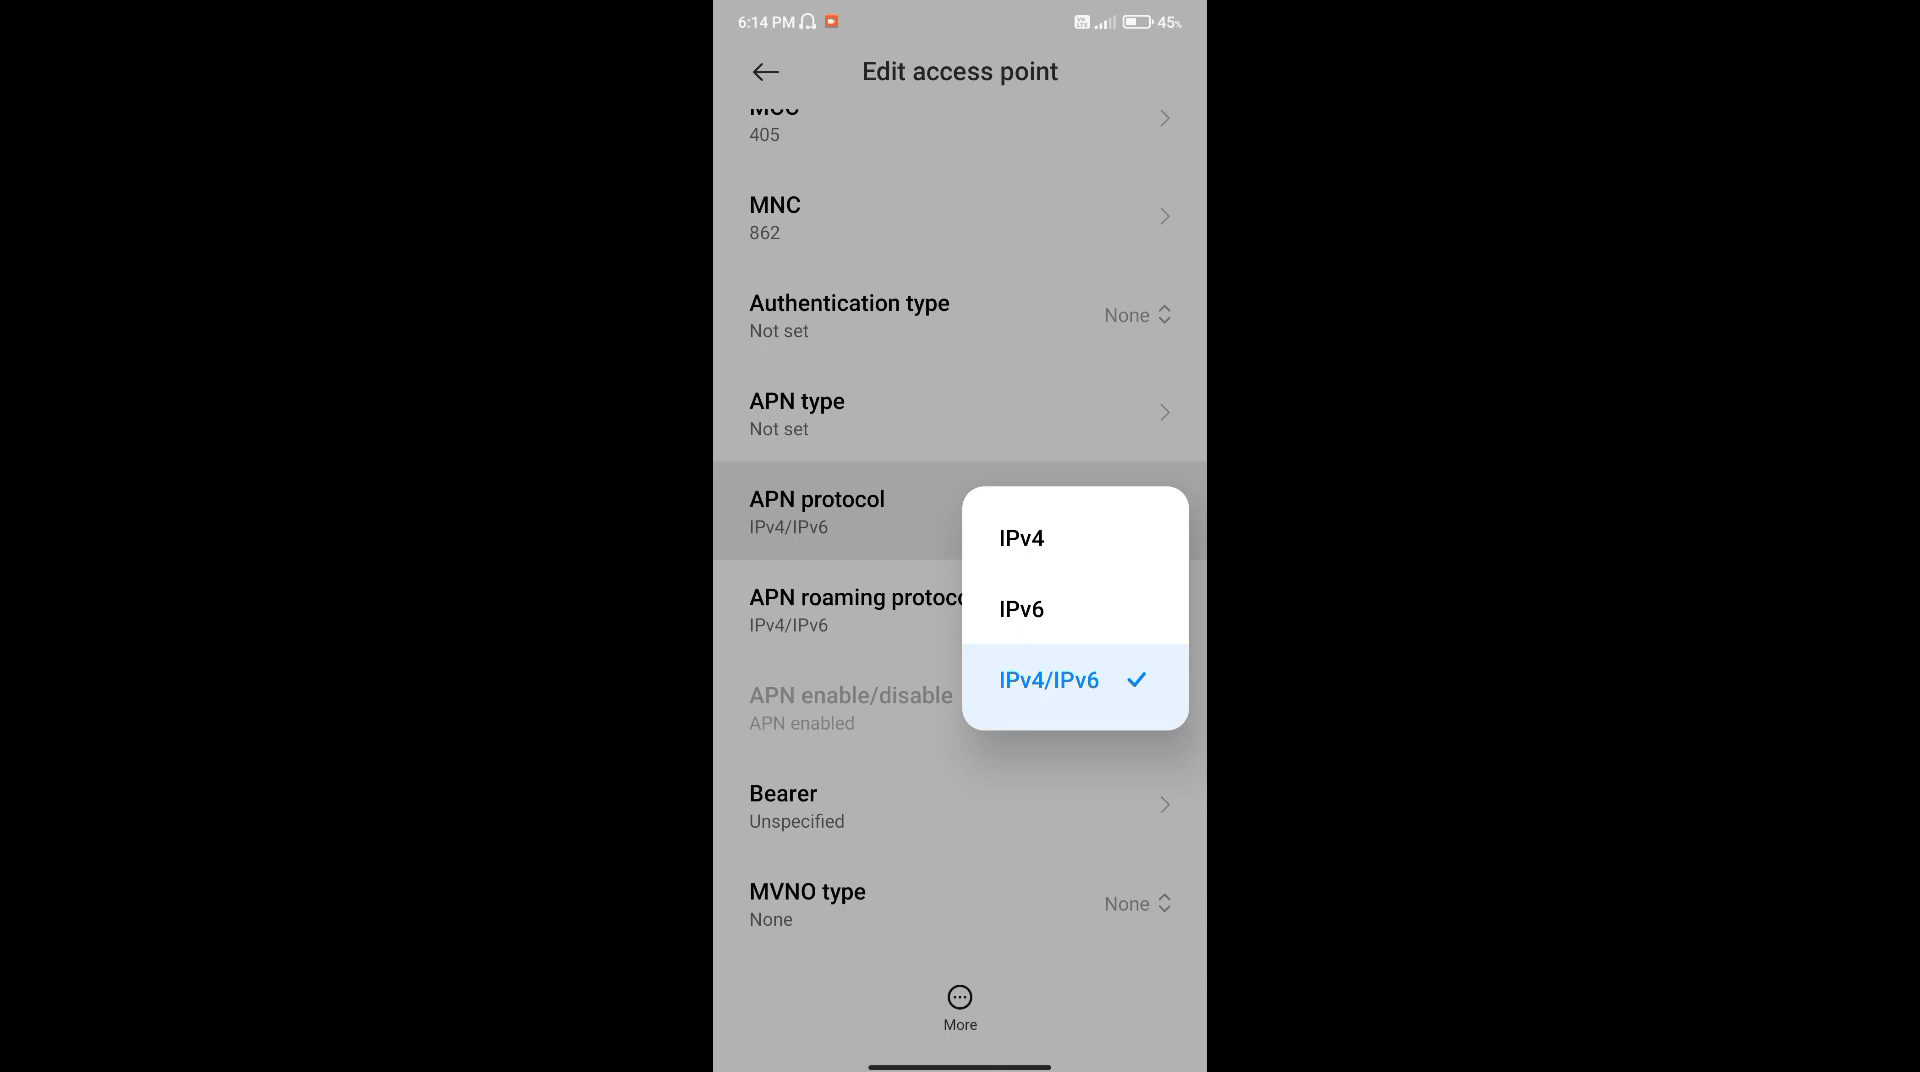 6:14 PM
45%
Edit access point
MCC
405
MNC
862
Authentication type
Not set
None
APN type
Not set
APN protocol
IPv4/IPv6
IPv4
IPv6
IPv4/IPv6
APN roaming protoco
IPv4/IPv6
APN enable/disable
APN enabled
Bearer
Unspecified
MVNO type
None
None
More